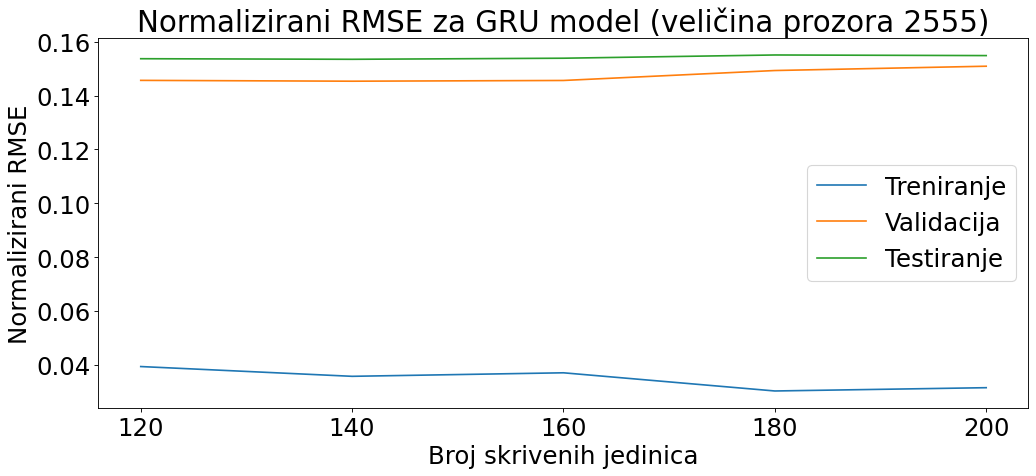 Normalizirani RMSE za GRU model (veličina prozora 2555)
Normalizirani RMSE
0.16
0.14
0.12
0.10
0.08
0.06
0.04
Treniranje
Validacija
Testiranje
120 140 160 180 200
Broj skrivenih jedinica